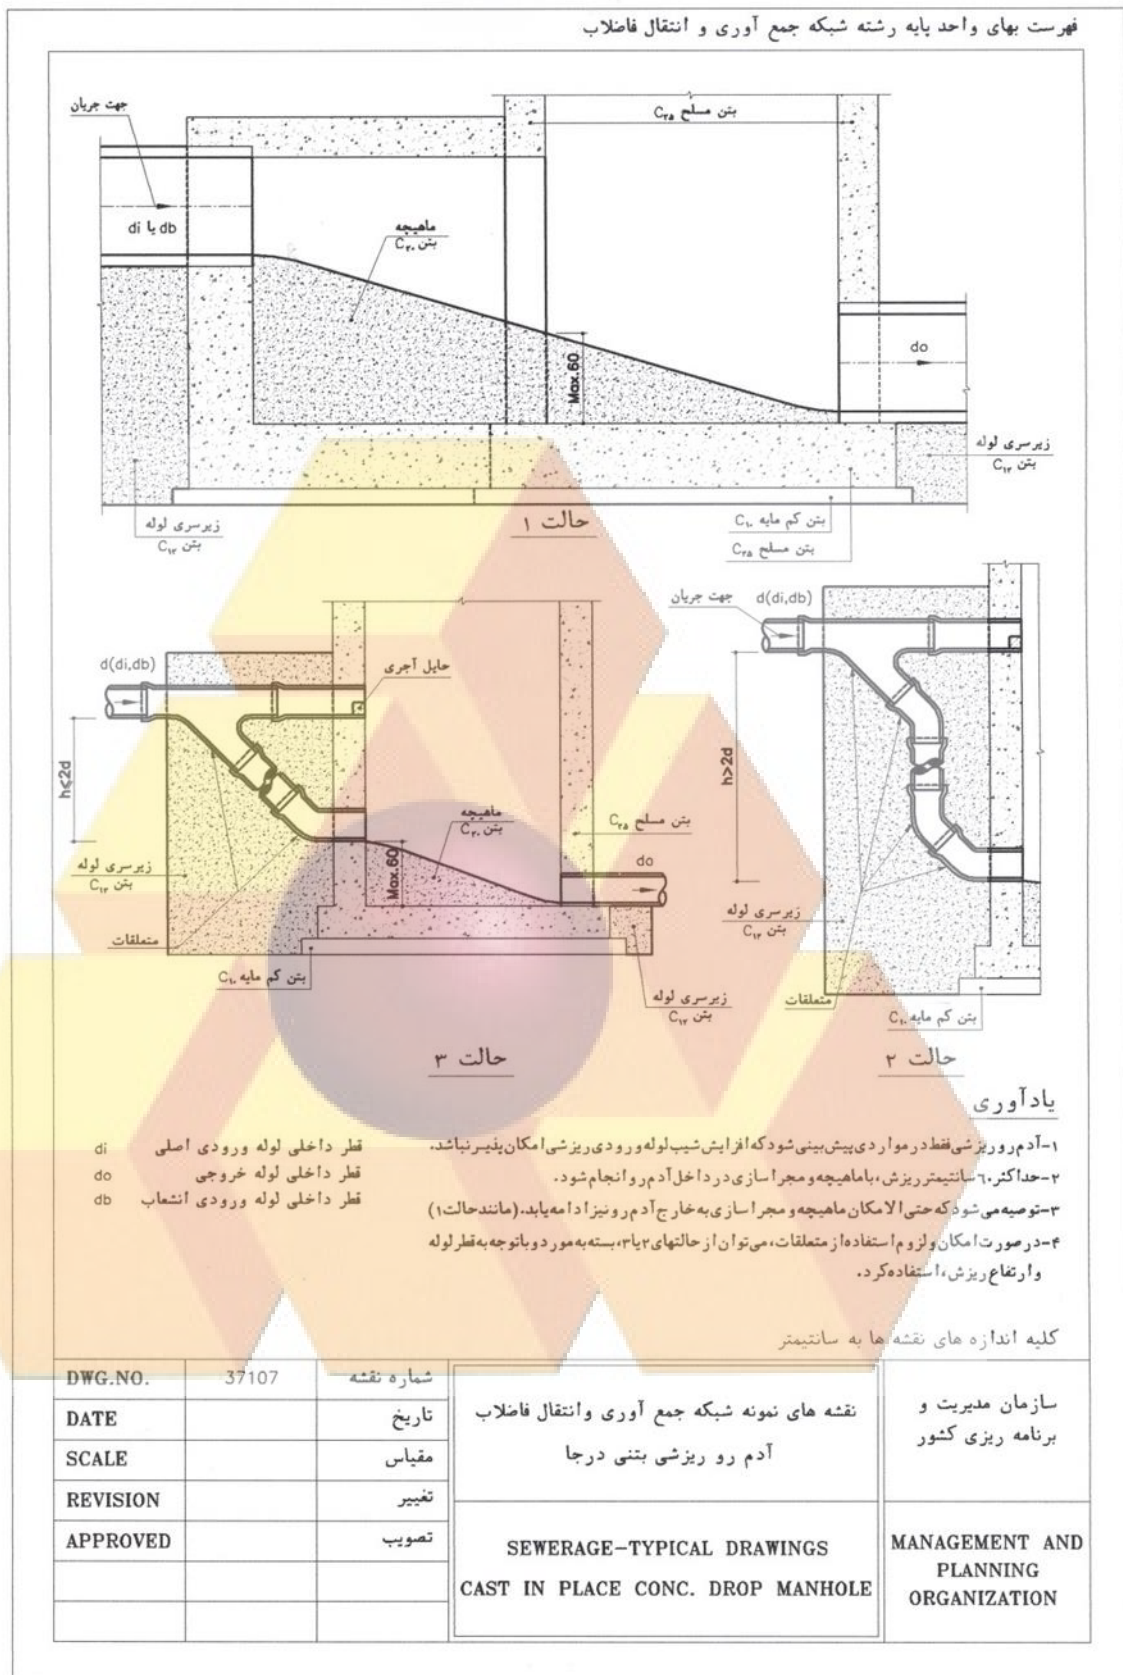 فهرست بهای واحد پایه رشته شبکه جمع آوری و انتقال فاضلاب
جهت جریان
بتن مسلح C۲۵
di یا db
ماهیچه
بتن C۲۰
Max.60
do
زیرسری لوله
بتن C۱۲
زیرسری لوله
بتن C۱۲
حالت ۱
بتن کم مایه C۱۰
بتن مسلح C۲۵
d(di,db)
جهت جریان
h>2d
زیرسری لوله
بتن C۱۲
متعلقات
بتن کم مایه C۱۰
حالت ۲
d(di,db)
حایل آجری
h≤2d
ماهیچه
بتن C۲۰
بتن مسلح C۲۵
Max.60
do
زیرسری لوله
بتن C۱۲
متعلقات
بتن کم مایه C۱۰
زیرسری لوله
بتن C۱۲
حالت ۳
یادآوری
۱-آدم رو ریزشی فقط در مواردی پیش بینی شود که افزایش شیب لوله ورودی ریزشی امکان پذیر نباشد.
۲-حداکثر ۶۰ سانتیمتر ریزش، با ماهیچه و مجرا سازی در داخل آدم رو انجام شود.
۳-توصیه می شود که حتی الامکان ماهیچه و مجرا سازی به خارج آدم رو نیز ادامه یابد. (مانند حالت ۱)
۴-در صورت امکان و لزوم استفاده از متعلقات، می توان از حالتهای ۲ یا ۳، بسته به مورد و با توجه به قطر لوله
و ارتفاع ریزش، استفاده کرد.
قطر داخلی لوله ورودی اصلی di
قطر داخلی لوله خروجی do
قطر داخلی لوله ورودی انشعاب db
کلیه اندازه های نقشه ها به سانتیمتر
سازمان مدیریت و
برنامه ریزی کشور
نقشه های نمونه شبکه جمع آوری وانتقال فاضلاب
آدم رو ریزشی بتنی درجا
DWG.NO. 37107 شماره نقشه
DATE تاریخ
SCALE مقیاس
REVISION تغییر
APPROVED تصویب
SEWERAGE-TYPICAL DRAWINGS
CAST IN PLACE CONC. DROP MANHOLE
MANAGEMENT AND
PLANNING
ORGANIZATION